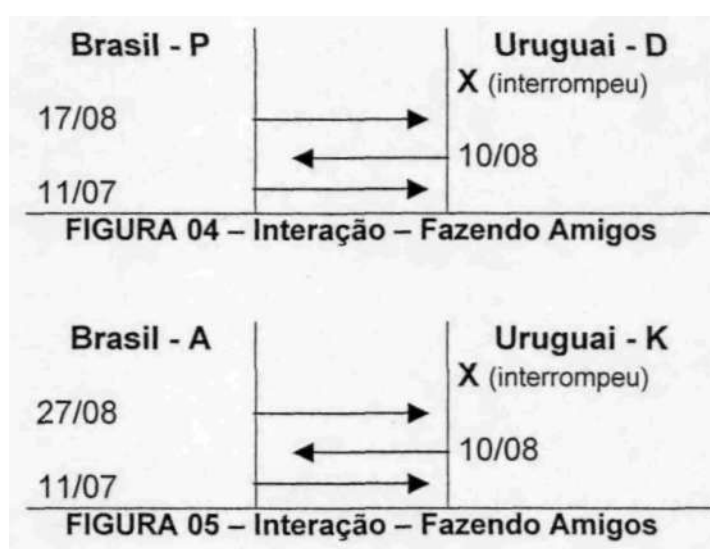 Brasil - P Uruguai - D
X (interrompeu)
17/08
10/08
11/07
FIGURA 04 – Interação – Fazendo Amigos
Brasil - A Uruguai - K
X (interrompeu)
27/08
10/08
11/07
FIGURA 05 – Interação – Fazendo Amigos